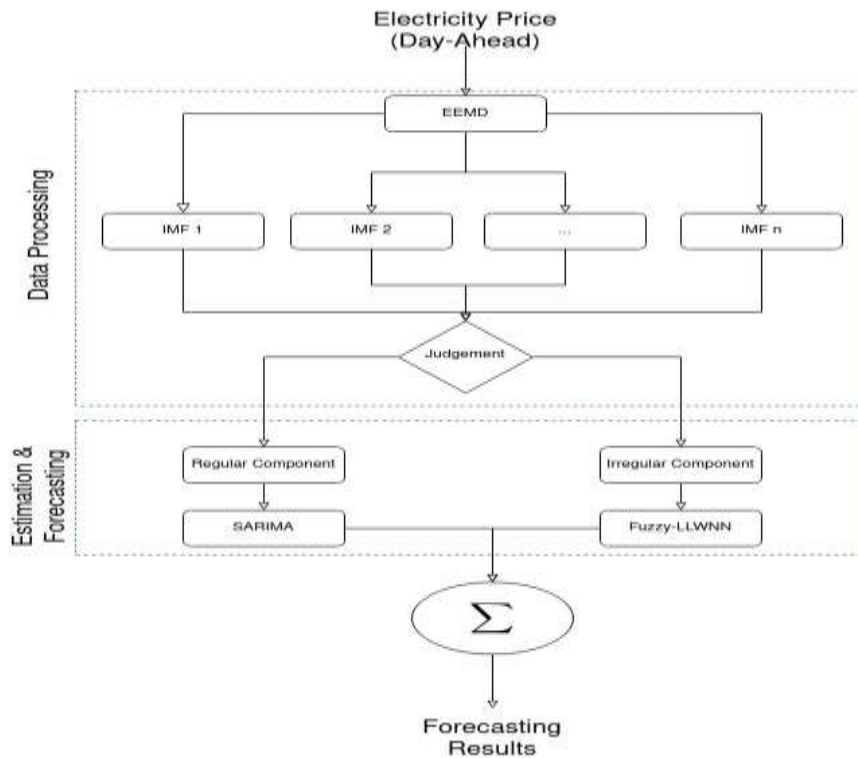 Electricity Price
(Day-Ahead)
EEMD
Data Processing
IMF 1
IMF 2
...
IMF n
Judgement
Estimation &
Forecasting
Regular Component
Irregular Component
SARIMA
Fuzzy-LLWNN
Σ
Forecasting
Results